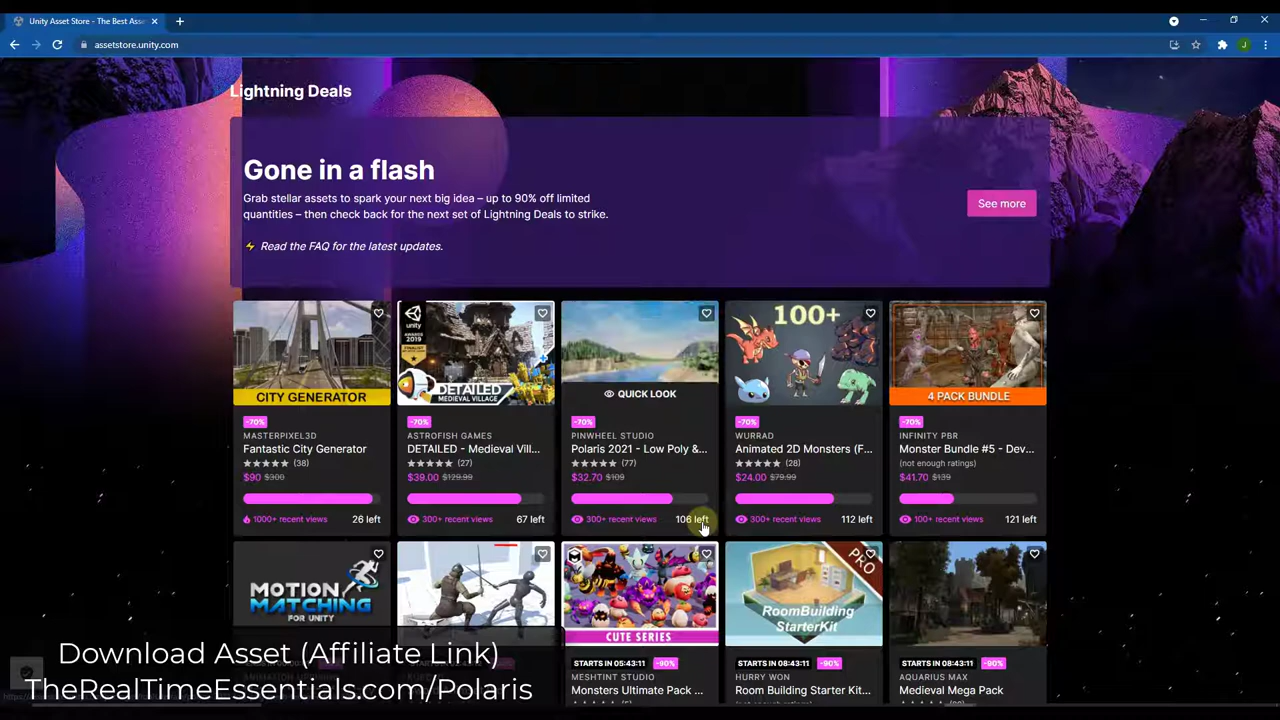 Unity Asset Store - The Best Asse
assetstore.unity.com
J
Lightning Deals
Gone in a flash
Grab stellar assets to spark your next big idea – up to 90% off limited
quantities – then check back for the next set of Lightning Deals to strike.
Read the FAQ for the latest updates.
See more
CITY GENERATOR
-70%
MASTERPIXEL3D
Fantastic City Generator
(38)
$90 $300
1000+ recent views 26 left
unity
AWARDS
2019
FINALIST
DETAILED
MEDIEVAL VILLAGE
-70%
ASTROFISH GAMES
DETAILED - Medieval Vill...
(27)
$39.00 $129.99
300+ recent views 67 left
QUICK LOOK
-70%
PINWHEEL STUDIO
Polaris 2021 - Low Poly &...
(77)
$32.70 $109
300+ recent views 106 left
100+
-70%
WURRAD
Animated 2D Monsters (F...
(28)
$24.00 $79.99
300+ recent views 112 left
4 PACK BUNDLE
-70%
INFINITY PBR
Monster Bundle #5 - Dev...
(not enough ratings)
$41.70 $139
100+ recent views 121 left
MOTION
MATCHING
FOR UNITY
CUTE SERIES
STARTS IN 05:43:11 -90%
MESHTINT STUDIO
Monsters Ultimate Pack ...
PRO
RoomBuilding
StarterKit
STARTS IN 08:43:11 -90%
HURRY WON
Room Building Starter Kit...
STARTS IN 08:43:11 -90%
AQUARIUS MAX
Medieval Mega Pack
Download Asset (Affiliate Link)
TheRealTimeEssentials.com/Polaris